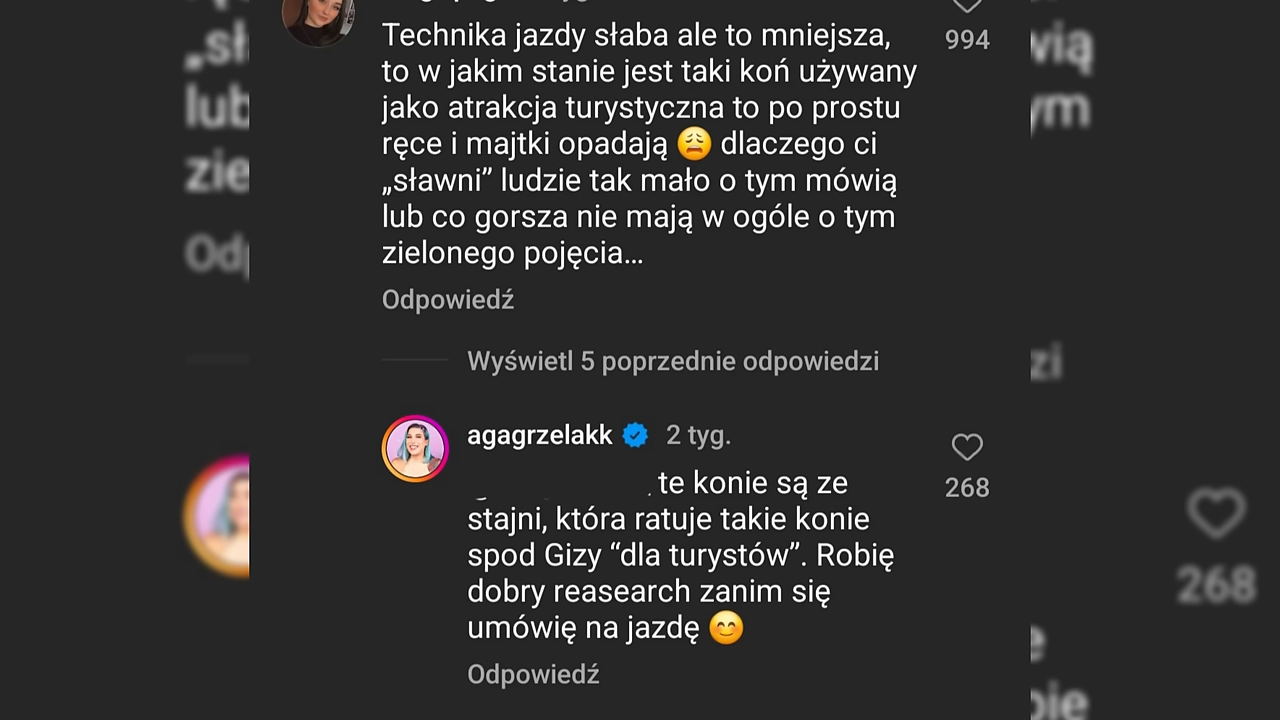 994
Technika jazdy słaba ale to mniejsza,
to w jakim stanie jest taki koń używany
jako atrakcja turystyczna to po prostu
ręce i majtki opadają 😩 dlaczego ci
„sławni” ludzie tak mało o tym mówią
lub co gorsza nie mają w ogóle o tym
zielonego pojęcia...
Odpowiedź
Wyświetl 5 poprzednie odpowiedzi
agagrzelakk 2 tyg.
te konie są ze
268
stajni, która ratuje takie konie
spod Gizy “dla turystów”. Robię
dobry reasearch zanim się
umówię na jazdę 😊
Odpowiedź